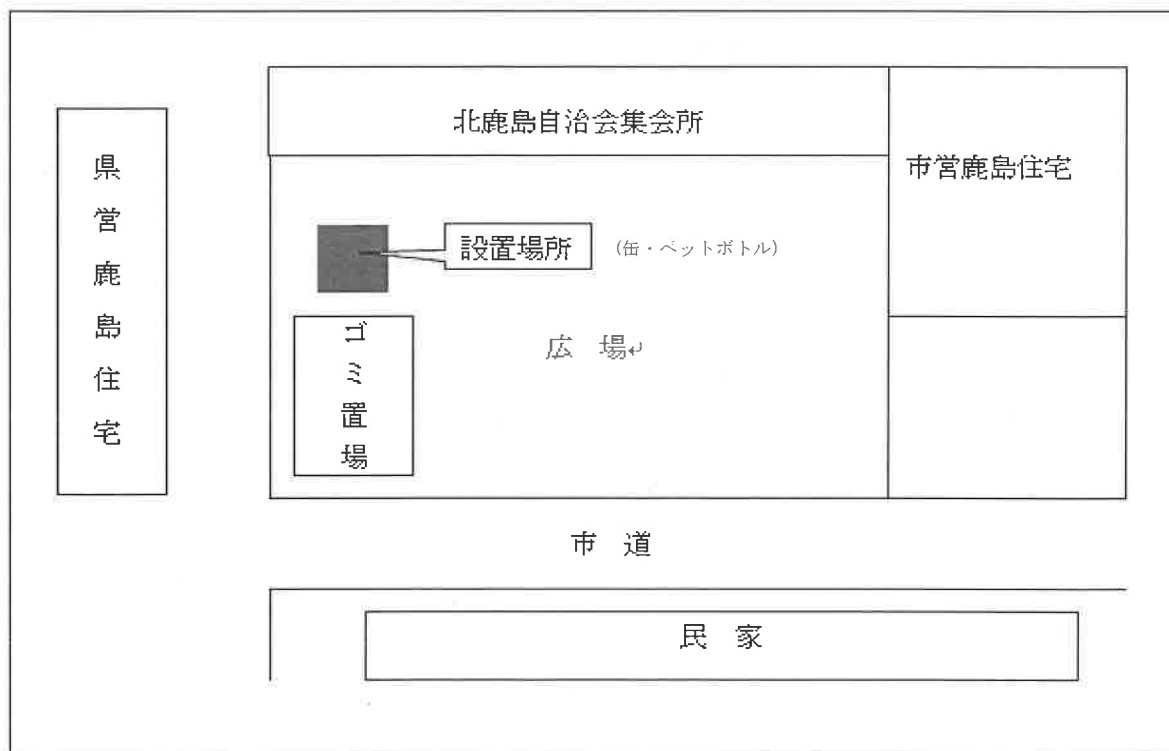 北鹿島自治会集会所
県営鹿島住宅
市営鹿島住宅
設置場所
(缶・ペットボトル)
ゴミ置場
広 場↵
市 道
民 家